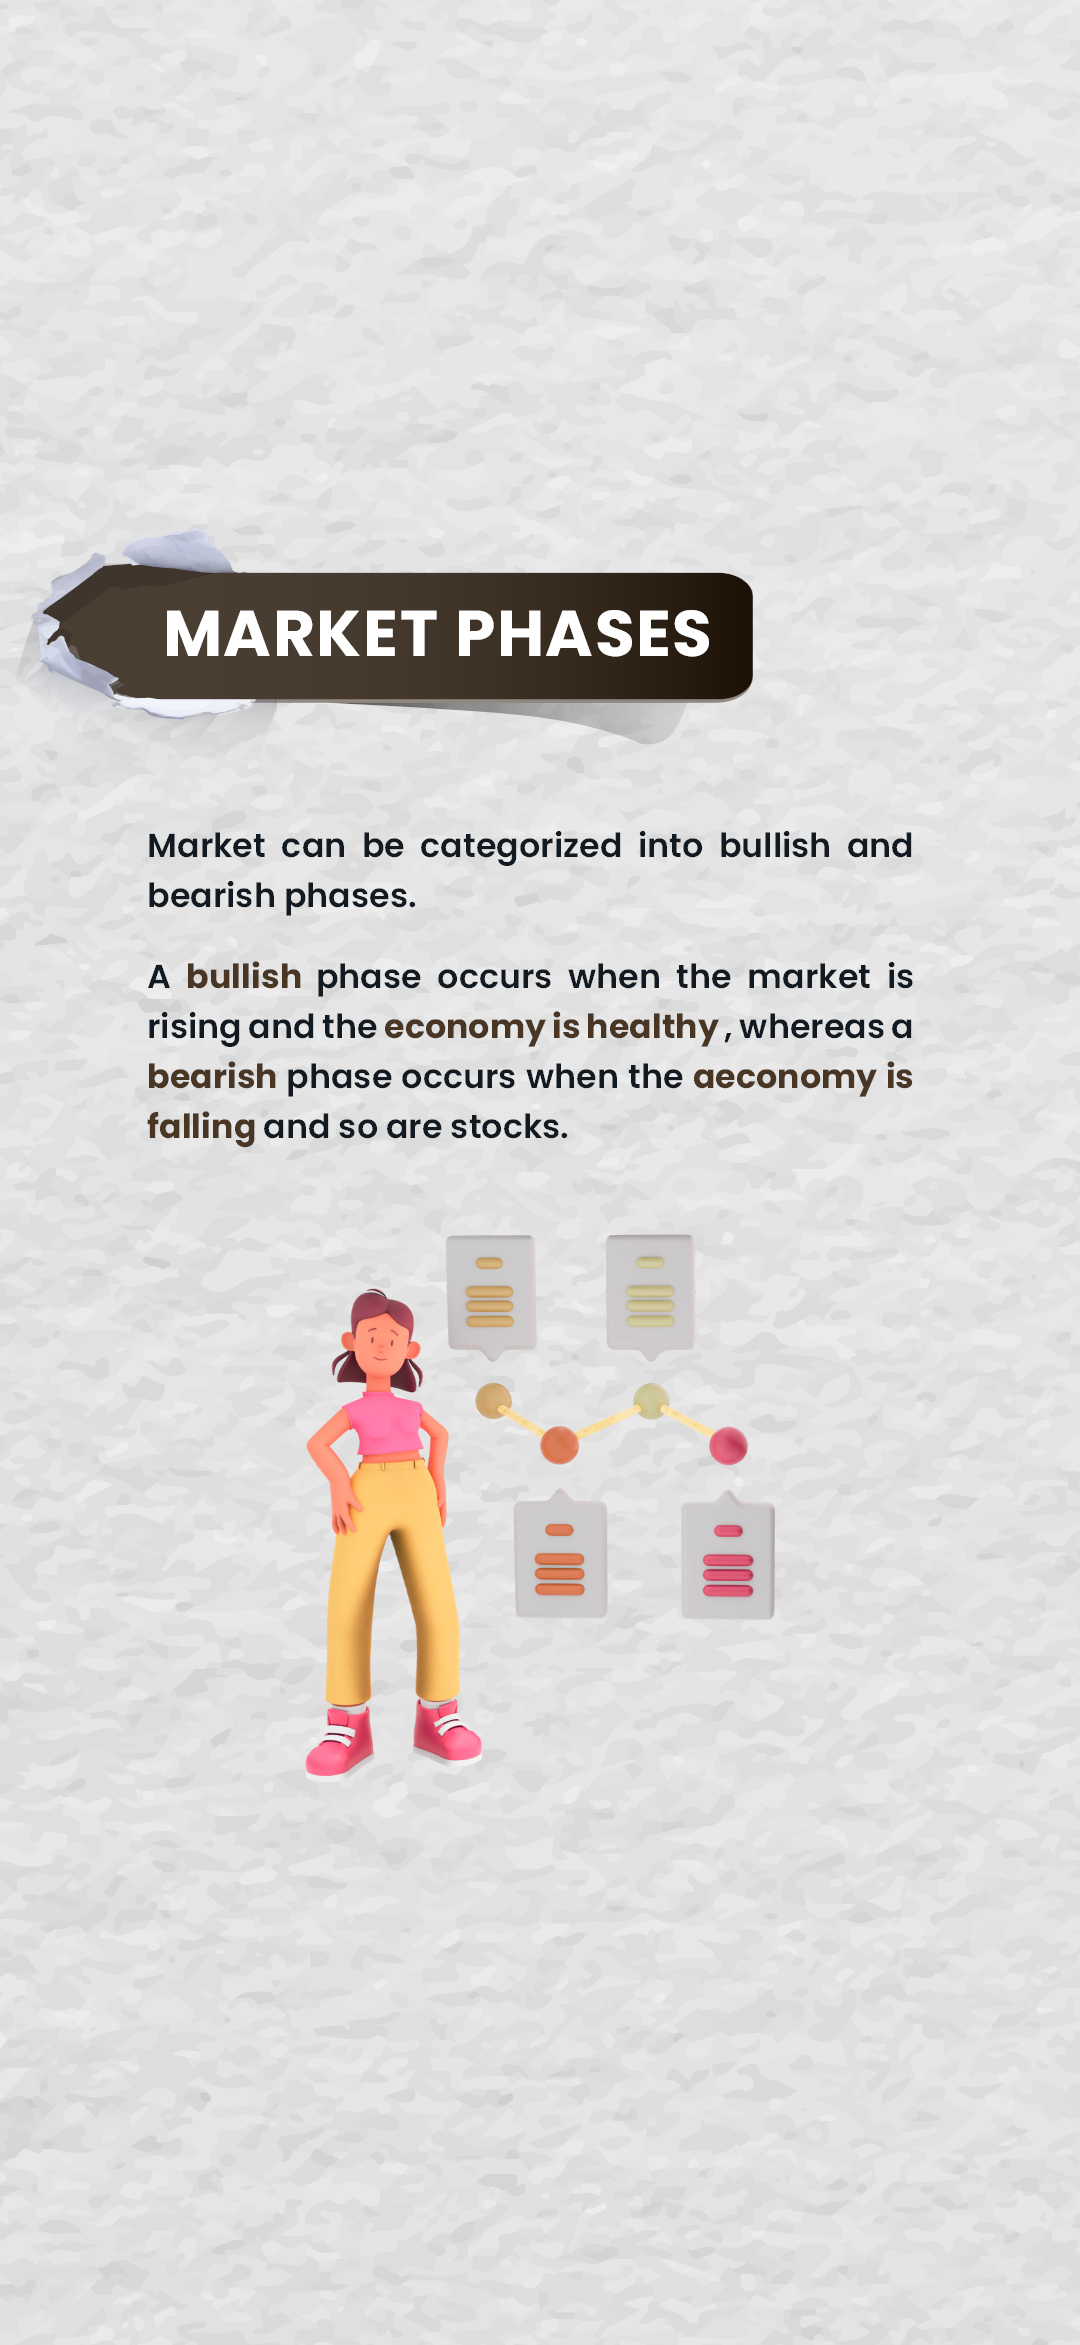 MARKET PHASES
Market can be categorized into bullish and
bearish phases.
A bullish phase occurs when the market is
rising and the economy is healthy , whereas a
bearish phase occurs when the aeconomy is
falling and so are stocks.